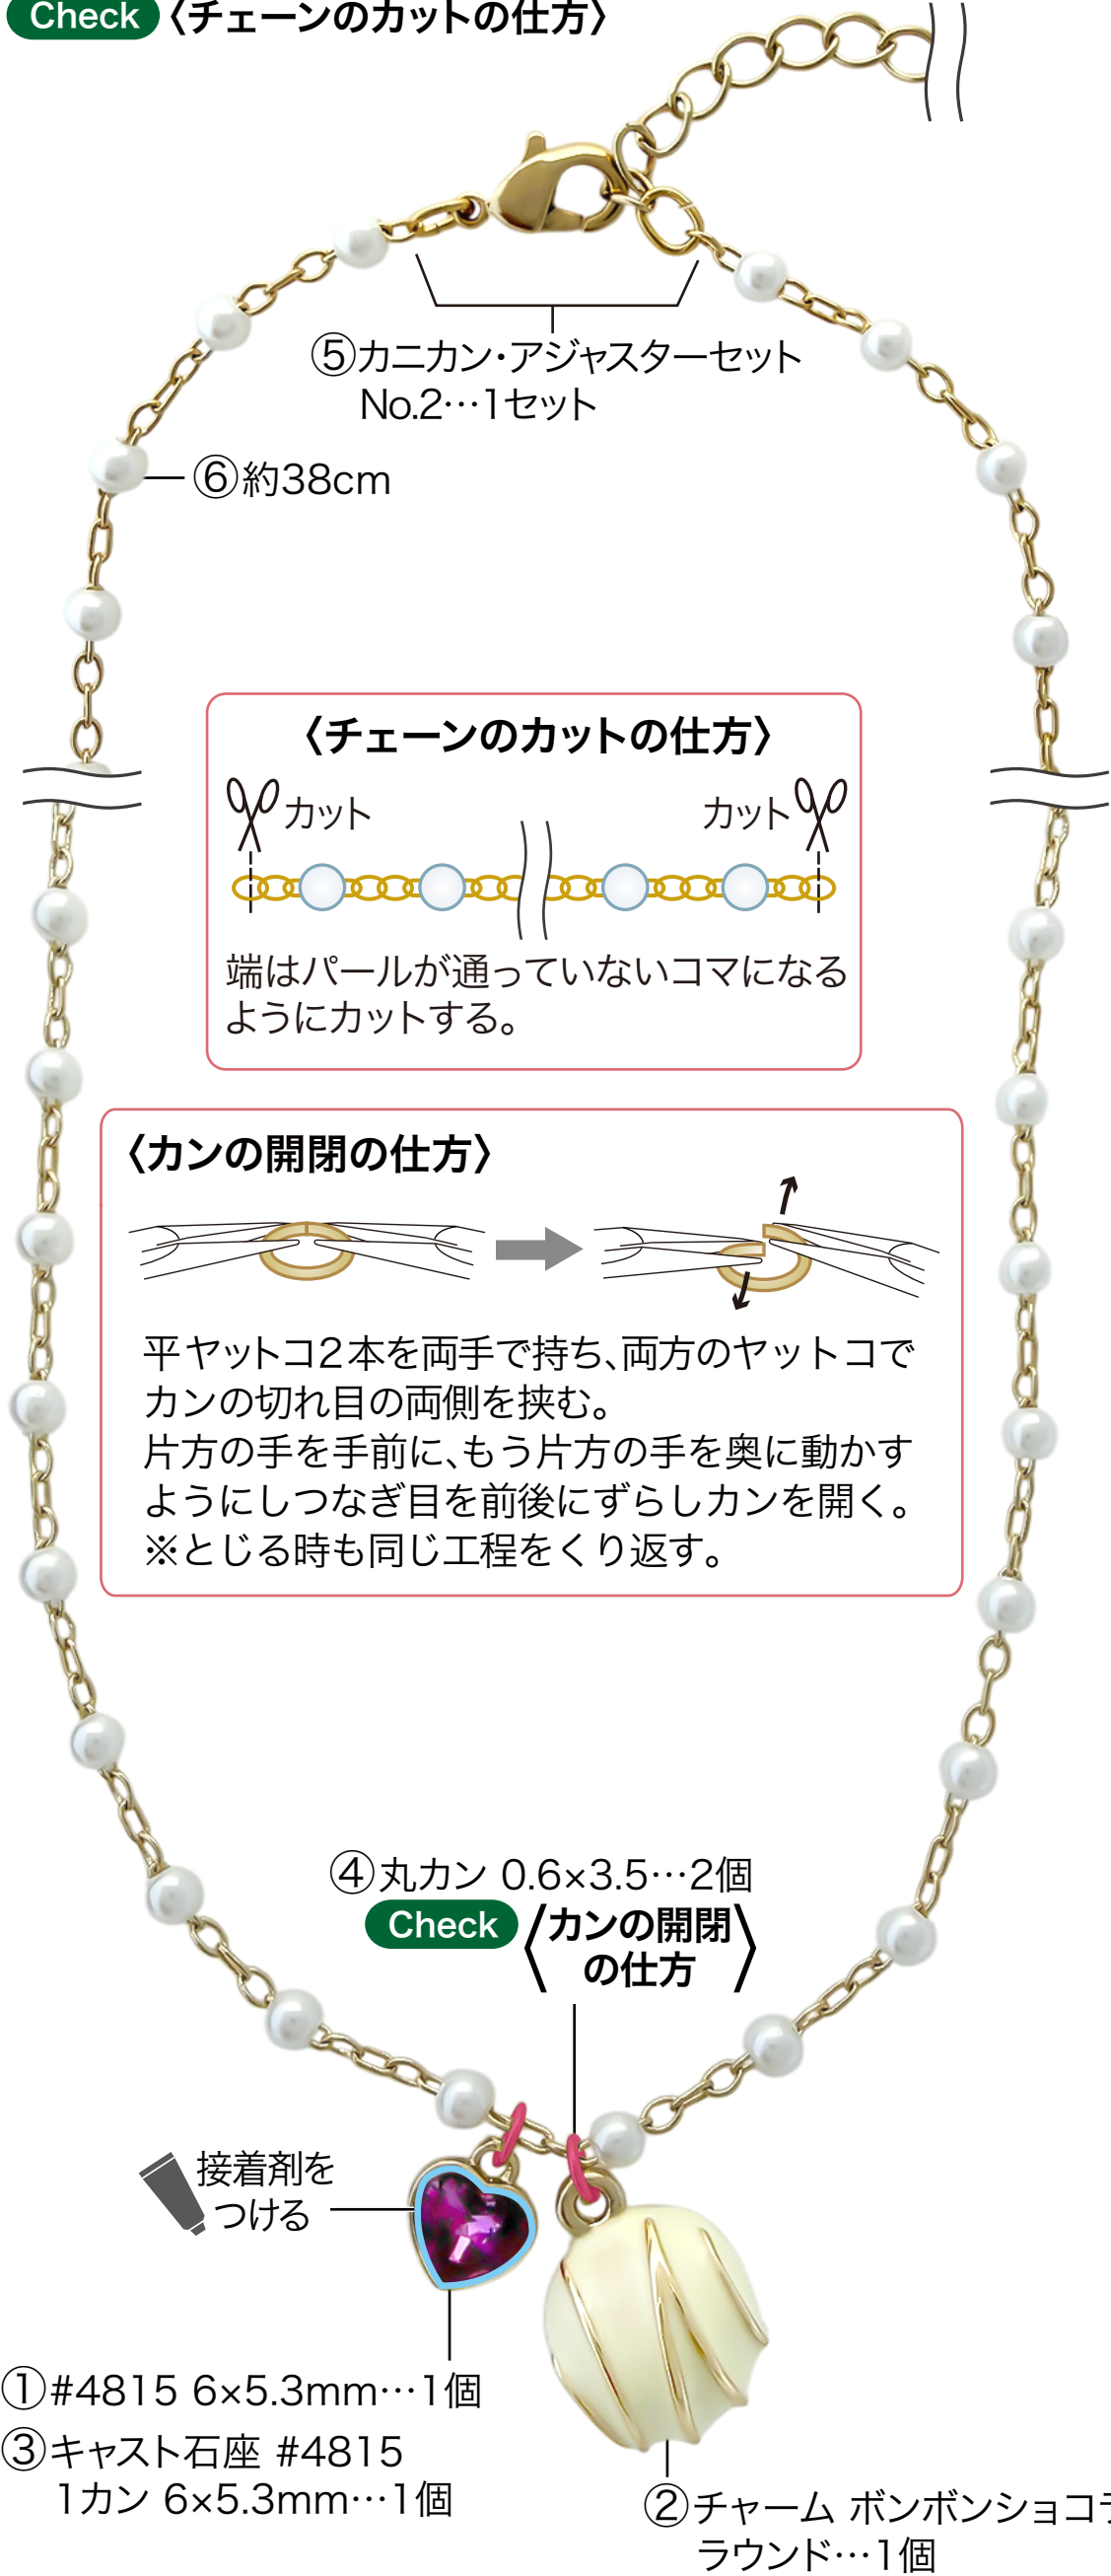 Check 〈チェーンのカットの仕方〉
⑤カニカン・アジャスターセット
No.2…1セット
⑥約38cm
〈チェーンのカットの仕方〉
カット カット
端はパールが通っていないコマになる
ようにカットする。
〈カンの開閉の仕方〉
平ヤットコ2本を両手で持ち、両方のヤットコで
カンの切れ目の両側を挟む。
片方の手を手前に、もう片方の手を奥に動かす
ようにしつなぎ目を前後にずらしカンを開く。
※とじる時も同じ工程をくり返す。
④丸カン 0.6×3.5…2個
Check 〈カンの開閉
の仕方〉
接着剤を
つける
①#4815 6×5.3mm…1個
③キャスト石座 #4815
1カン 6×5.3mm…1個
②チャーム ボンボンショコラ
ラウンド…1個